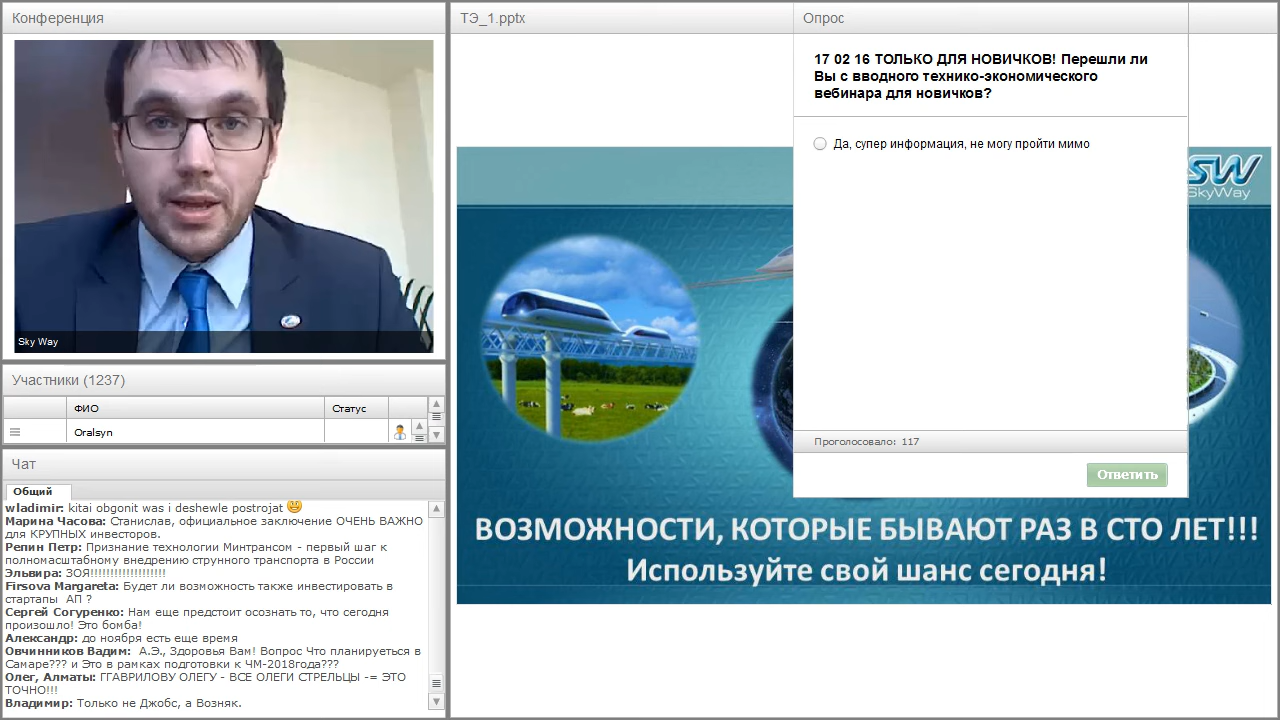 Конференция
Sky Way
Участники (1237)
ФИО
Статус
Oralsyn
Чат
Общий
wladimir: kitai obgonit was i deshewle postrojat
Марина Часова: Станислав, официальное заключение ОЧЕНЬ ВАЖНО
для КРУПНЫХ инвесторов.
Репин Петр: Признание технологии Минтрансом - первый шаг к
полномасштабному внедрению струнного транспорта в России
Эльвира: ЗОЯ!!!!!!!!!!!!!!!!!!!
Firsova Margareta: Будет ли возможность также инвестировать в
стартапы АП ?
Сергей Согуренко: Нам еще предстоит осознать то, что сегодня
произошло! Это бомба!
Александр: до ноября есть еще время
Овчинников Вадим: А.Э., Здоровья Вам! Вопрос Что планируеться в
Самаре??? и Это в рамках подготовки к ЧМ-2018года???
Олег, Алматы: ГГАВРИЛОВУ ОЛЕГУ - ВСЕ ОЛЕГИ СТРЕЛЬЦЫ -= ЭТО
ТОЧНО!!!
Владимир: Только не Джобс, а Возняк.
ТЭ_1.pptx
Опрос
17 02 16 ТОЛЬКО ДЛЯ НОВИЧКОВ! Перешли ли
Вы с вводного технико-экономического
вебинара для новичков?
Да, супер информация, не могу пройти мимо
Проголосовало: 117
Ответить
SW
SkyWay
ВОЗМОЖНОСТИ, КОТОРЫЕ БЫВАЮТ РАЗ В СТО ЛЕТ!!!
Используйте свой шанс сегодня!